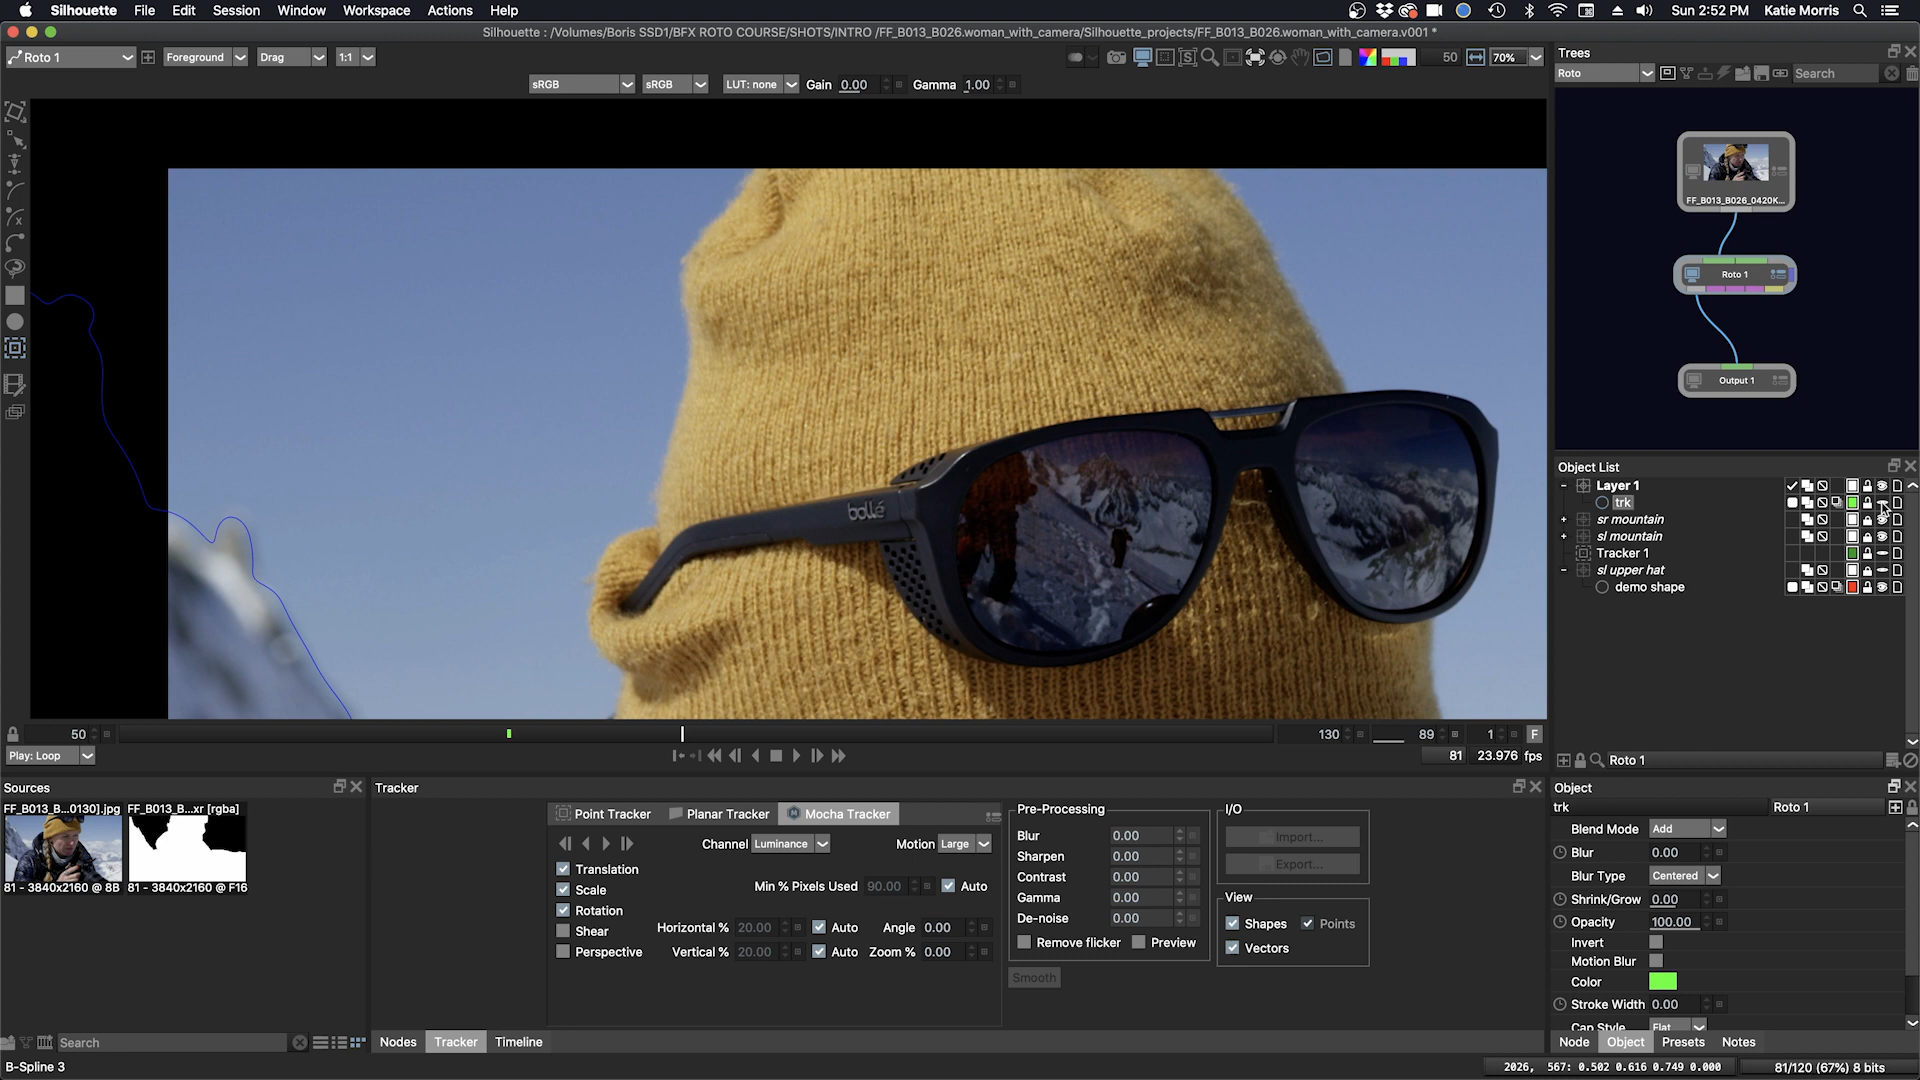 Silhouette File Edit Session Window Workspace Actions Help Sun 2:52 PM Katie Morris
Silhouette : /Volumes/Boris SSD1/BFX ROTO COURSE/SHOTS/INTRO /FF_B013_B026.woman_with_camera/Silhouette_projects/FF_B013_B026.woman_with_camera.v001 *
Roto 1 Foreground Drag 1:1 50 70%
sRGB sRGB LUT: none Gain 0.00 Gamma 1.00
bollé
50 130 89 1 F
Play: Loop 81 23.976 fps
Trees
Roto Search
FF_B013_B026_0420K...
Roto 1
Output 1
Object List
Layer 1
trk
sr mountain
sl mountain
Tracker 1
sl upper hat
demo shape
Roto 1
Sources
FF_B013_B...0130].jpg FF_B013_B...xr [rgba]
81 - 3840x2160 @ 8B 81 - 3840x2160 @ F16
Search
Tracker
Point Tracker Planar Tracker Mocha Tracker
Channel Luminance Motion Large
Translation
Scale
Min % Pixels Used 90.00 Auto
Rotation
Shear Horizontal % 20.00 Auto Angle 0.00
Perspective Vertical % 20.00 Auto Zoom % 0.00
Pre-Processing
Blur 0.00
Sharpen 0.00
Contrast 0.00
Gamma 0.00
De-noise 0.00
Remove flicker Preview
Smooth
I/O
Import...
Export...
View
Shapes Points
Vectors
Nodes Tracker Timeline
Object
trk Roto 1
Blend Mode Add
Blur 0.00
Blur Type Centered
Shrink/Grow 0.00
Opacity 100.00
Invert
Motion Blur
Color
Stroke Width 0.00
Cap Style Flat
Node Object Presets Notes
B-Spline 3 2026, 567: 0.502 0.616 0.749 0.000 81/120 (67%) 8 bits